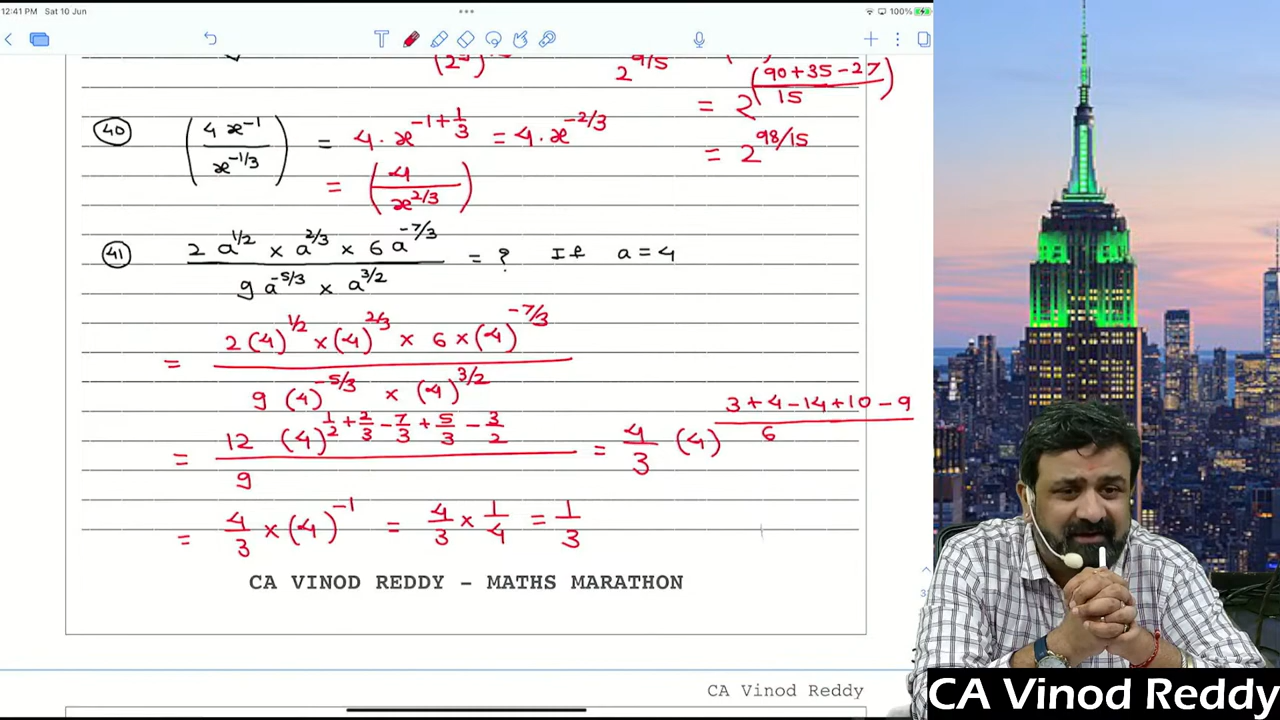 12:41 PM Sat 10 Jun
100%
T
2^{9/5}
= 2^{(90+35-27)/15}
= 2^{98/15}
40 (4x^{-1} / x^{-1/3}) = 4·x^{-1+1/3} = 4·x^{-2/3}
= (4 / x^{2/3})
41 2a^{1/2} × a^{2/3} × 6a^{-7/3} / 9a^{-5/3} × a^{3/2} = ? If a = 4
= 2(4)^{1/2} × (4)^{2/3} × 6 × (4)^{-7/3} / 9(4)^{-5/3} × (4)^{3/2}
= 12 (4)^{1/2 + 2/3 - 7/3 + 5/3 - 3/2} / 9 = 4/3 (4)^{(3+4-14+10-9)/6}
= 4/3 × (4)^{-1} = 4/3 × 1/4 = 1/3
CA VINOD REDDY - MATHS MARATHON
CA Vinod Reddy
CA Vinod Reddy